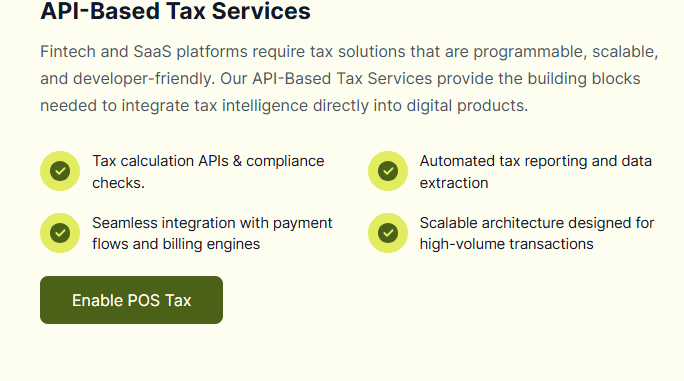 API-Based Tax Services
Fintech and SaaS platforms require tax solutions that are programmable, scalable,
and developer-friendly. Our API-Based Tax Services provide the building blocks
needed to integrate tax intelligence directly into digital products.
Tax calculation APIs & compliance
checks.
Automated tax reporting and data
extraction
Seamless integration with payment
flows and billing engines
Scalable architecture designed for
high-volume transactions
Enable POS Tax